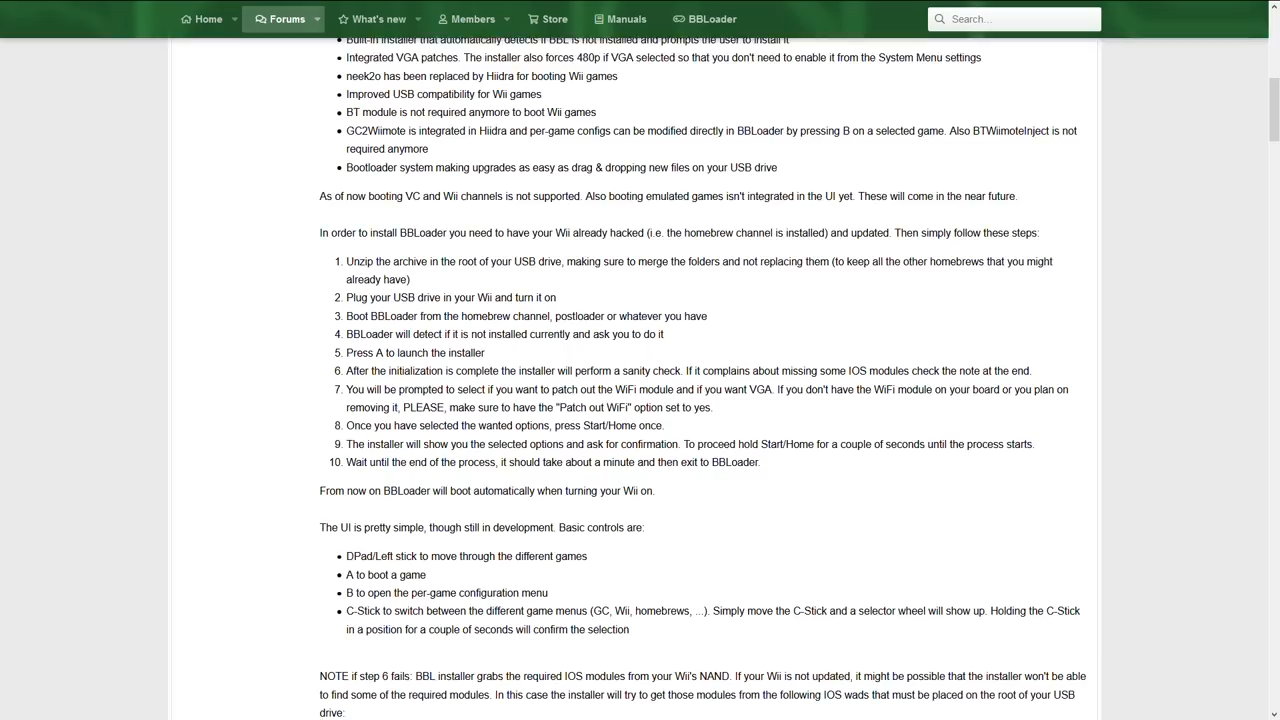 Home
Forums
What's new
Members
Store
Manuals
BBLoader
Search...
• Built-in installer that automatically detects if BBL is not installed and prompts the user to install it
• Integrated VGA patches. The installer also forces 480p if VGA selected so that you don't need to enable it from the System Menu settings
• neek2o has been replaced by Hiidra for booting Wii games
• Improved USB compatibility for Wii games
• BT module is not required anymore to boot Wii games
• GC2Wiimote is integrated in Hiidra and per-game configs can be modified directly in BBLoader by pressing B on a selected game. Also BTWiimoteInject is not
required anymore
• Bootloader system making upgrades as easy as drag & dropping new files on your USB drive
As of now booting VC and Wii channels is not supported. Also booting emulated games isn't integrated in the UI yet. These will come in the near future.
In order to install BBLoader you need to have your Wii already hacked (i.e. the homebrew channel is installed) and updated. Then simply follow these steps:
1. Unzip the archive in the root of your USB drive, making sure to merge the folders and not replacing them (to keep all the other homebrews that you might
already have)
2. Plug your USB drive in your Wii and turn it on
3. Boot BBLoader from the homebrew channel, postloader or whatever you have
4. BBLoader will detect if it is not installed currently and ask you to do it
5. Press A to launch the installer
6. After the initialization is complete the installer will perform a sanity check. If it complains about missing some IOS modules check the note at the end.
7. You will be prompted to select if you want to patch out the WiFi module and if you want VGA. If you don't have the WiFi module on your board or you plan on
removing it, PLEASE, make sure to have the "Patch out WiFi" option set to yes.
8. Once you have selected the wanted options, press Start/Home once.
9. The installer will show you the selected options and ask for confirmation. To proceed hold Start/Home for a couple of seconds until the process starts.
10. Wait until the end of the process, it should take about a minute and then exit to BBLoader.
From now on BBLoader will boot automatically when turning your Wii on.
The UI is pretty simple, though still in development. Basic controls are:
• DPad/Left stick to move through the different games
• A to boot a game
• B to open the per-game configuration menu
• C-Stick to switch between the different game menus (GC, Wii, homebrews, ...). Simply move the C-Stick and a selector wheel will show up. Holding the C-Stick
in a position for a couple of seconds will confirm the selection
NOTE if step 6 fails: BBL installer grabs the required IOS modules from your Wii's NAND. If your Wii is not updated, it might be possible that the installer won't be able
to find some of the required modules. In this case the installer will try to get those modules from the following IOS wads that must be placed on the root of your USB
drive: